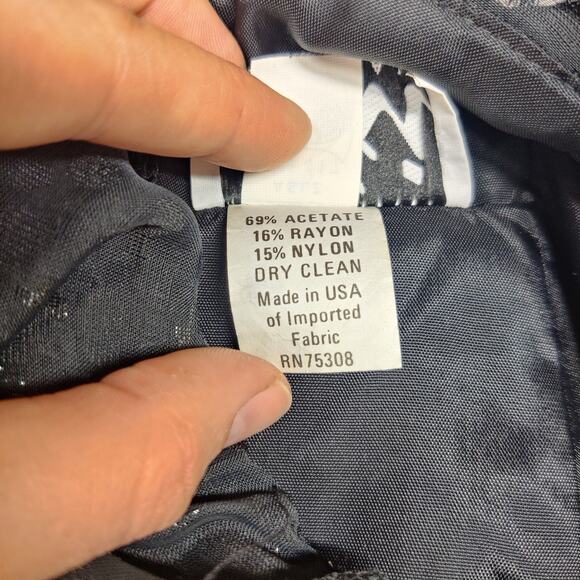 69% ACETATE
16% RAYON
15% NYLON
DRY CLEAN
Made in USA
of Imported
Fabric
RN75308